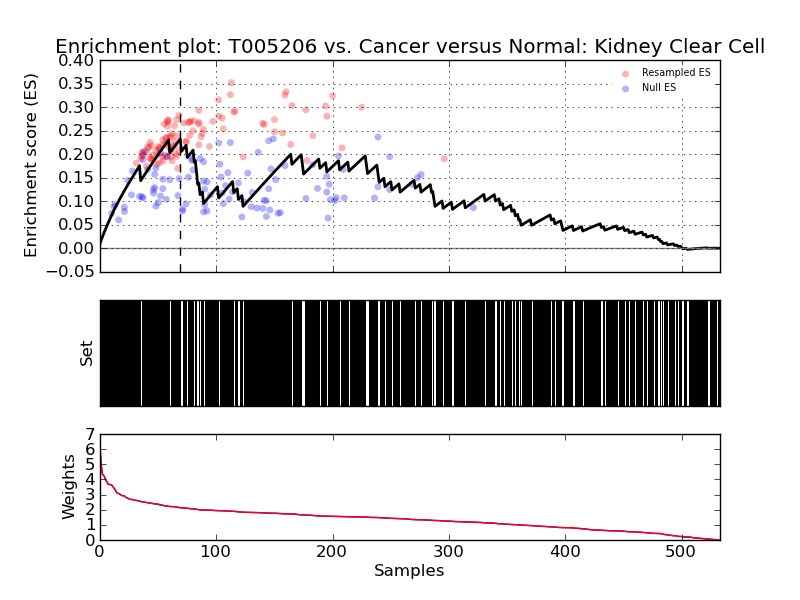 Enrichment plot: T005206 vs. Cancer versus Normal: Kidney Clear Cell
Enrichment score (ES)
0.40
0.35
0.30
0.25
0.20
0.15
0.10
0.05
0.00
−0.05
Resampled ES
Null ES
Set
Weights
7
6
5
4
3
2
1
0
0 100 200 300 400 500
Samples